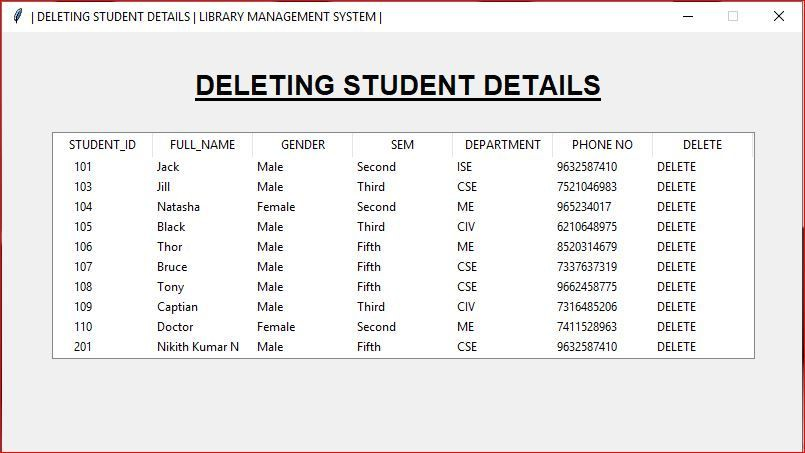 | DELETING STUDENT DETAILS | LIBRARY MANAGEMENT SYSTEM |
DELETING STUDENT DETAILS
STUDENT_ID FULL_NAME GENDER SEM DEPARTMENT PHONE NO DELETE
101 Jack Male Second ISE 9632587410 DELETE
103 Jill Male Third CSE 7521046983 DELETE
104 Natasha Female Second ME 965234017 DELETE
105 Black Male Third CIV 6210648975 DELETE
106 Thor Male Fifth ME 8520314679 DELETE
107 Bruce Male Fifth CSE 7337637319 DELETE
108 Tony Male Fifth CSE 9662458775 DELETE
109 Captian Male Third CIV 7316485206 DELETE
110 Doctor Female Second ME 7411528963 DELETE
201 Nikith Kumar N Male Fifth CSE 9632587410 DELETE